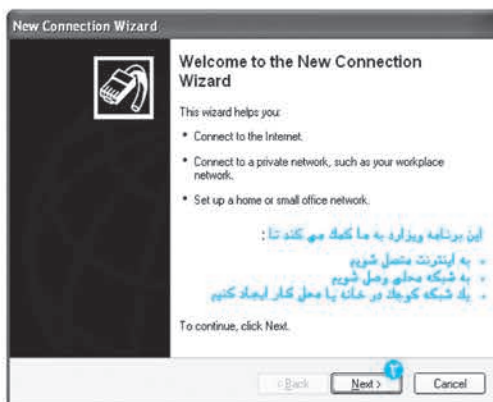 New Connection Wizard
Welcome to the New Connection
Wizard
This wizard helps you:
• Connect to the Internet.
• Connect to a private network, such as your workplace
network.
• Set up a home or small office network.
این برنامه ویزارد به ما کمک می کند تا :
- به اینترنت متصل شویم
- به شبکه محلی وصل شویم
- یک شبکه کوچک در خانه یا محل کار ایجاد کنیم
To continue, click Next.
۲
< Back
Next >
Cancel